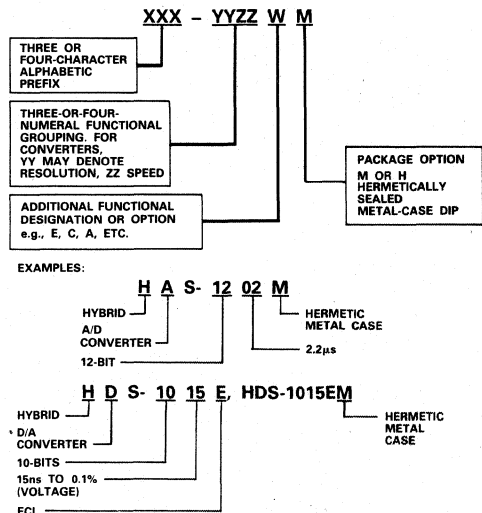 XXX - YYZZ W M
THREE OR
FOUR-CHARACTER
ALPHABETIC
PREFIX
THREE-OR-FOUR-
NUMERAL FUNCTIONAL
GROUPING. FOR
CONVERTERS,
YY MAY DENOTE
RESOLUTION, ZZ SPEED
PACKAGE OPTION
M OR H
HERMETICALLY
SEALED
METAL-CASE DIP
ADDITIONAL FUNCTIONAL
DESIGNATION OR OPTION
e.g., E, C, A, ETC.
EXAMPLES:
H A S- 12 02 M
HYBRID
A/D
CONVERTER
12-BIT
HERMETIC
METAL CASE
2.2μs
H D S- 10 15 E, HDS-1015EM
HYBRID
D/A
CONVERTER
10-BITS
15ns TO 0.1%
(VOLTAGE)
ECL
HERMETIC
METAL
CASE